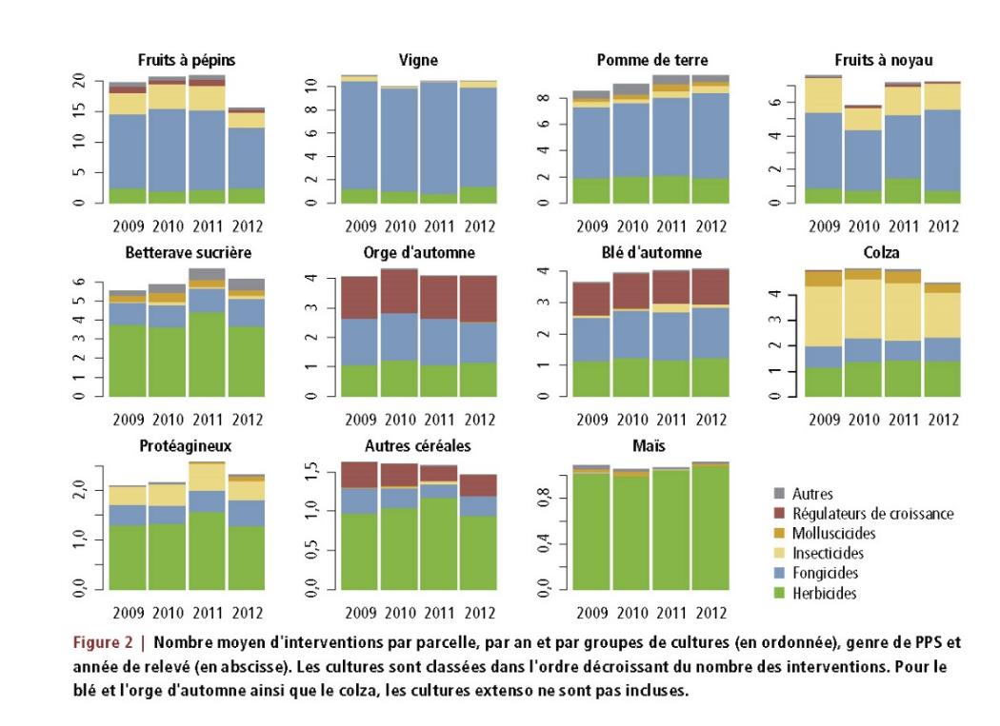 Fruits à pépins
20
15
10
5
0
2009 2010 2011 2012
Vigne
10
8
6
4
2
0
2009 2010 2011 2012
Pomme de terre
8
6
4
2
0
2009 2010 2011 2012
Fruits à noyau
6
4
2
0
2009 2010 2011 2012
Betterave sucrière
6
5
4
3
2
1
0
2009 2010 2011 2012
Orge d'automne
4
3
2
1
0
2009 2010 2011 2012
Blé d'automne
4
3
2
1
0
2009 2010 2011 2012
Colza
4
3
2
1
0
2009 2010 2011 2012
Protéagineux
2,0
1,0
0,0
2009 2010 2011 2012
Autres céréales
1,5
1,0
0,5
0,0
2009 2010 2011 2012
Maïs
0,8
0,4
0,0
2009 2010 2011 2012
Autres
Régulateurs de croissance
Molluscicides
Insecticides
Fongicides
Herbicides
Figure 2 | Nombre moyen d'interventions par parcelle, par an et par groupes de cultures (en ordonnée), genre de PPS et
année de relevé (en abscisse). Les cultures sont classées dans l'ordre décroissant du nombre des interventions. Pour le
blé et l'orge d'automne ainsi que le colza, les cultures extenso ne sont pas incluses.